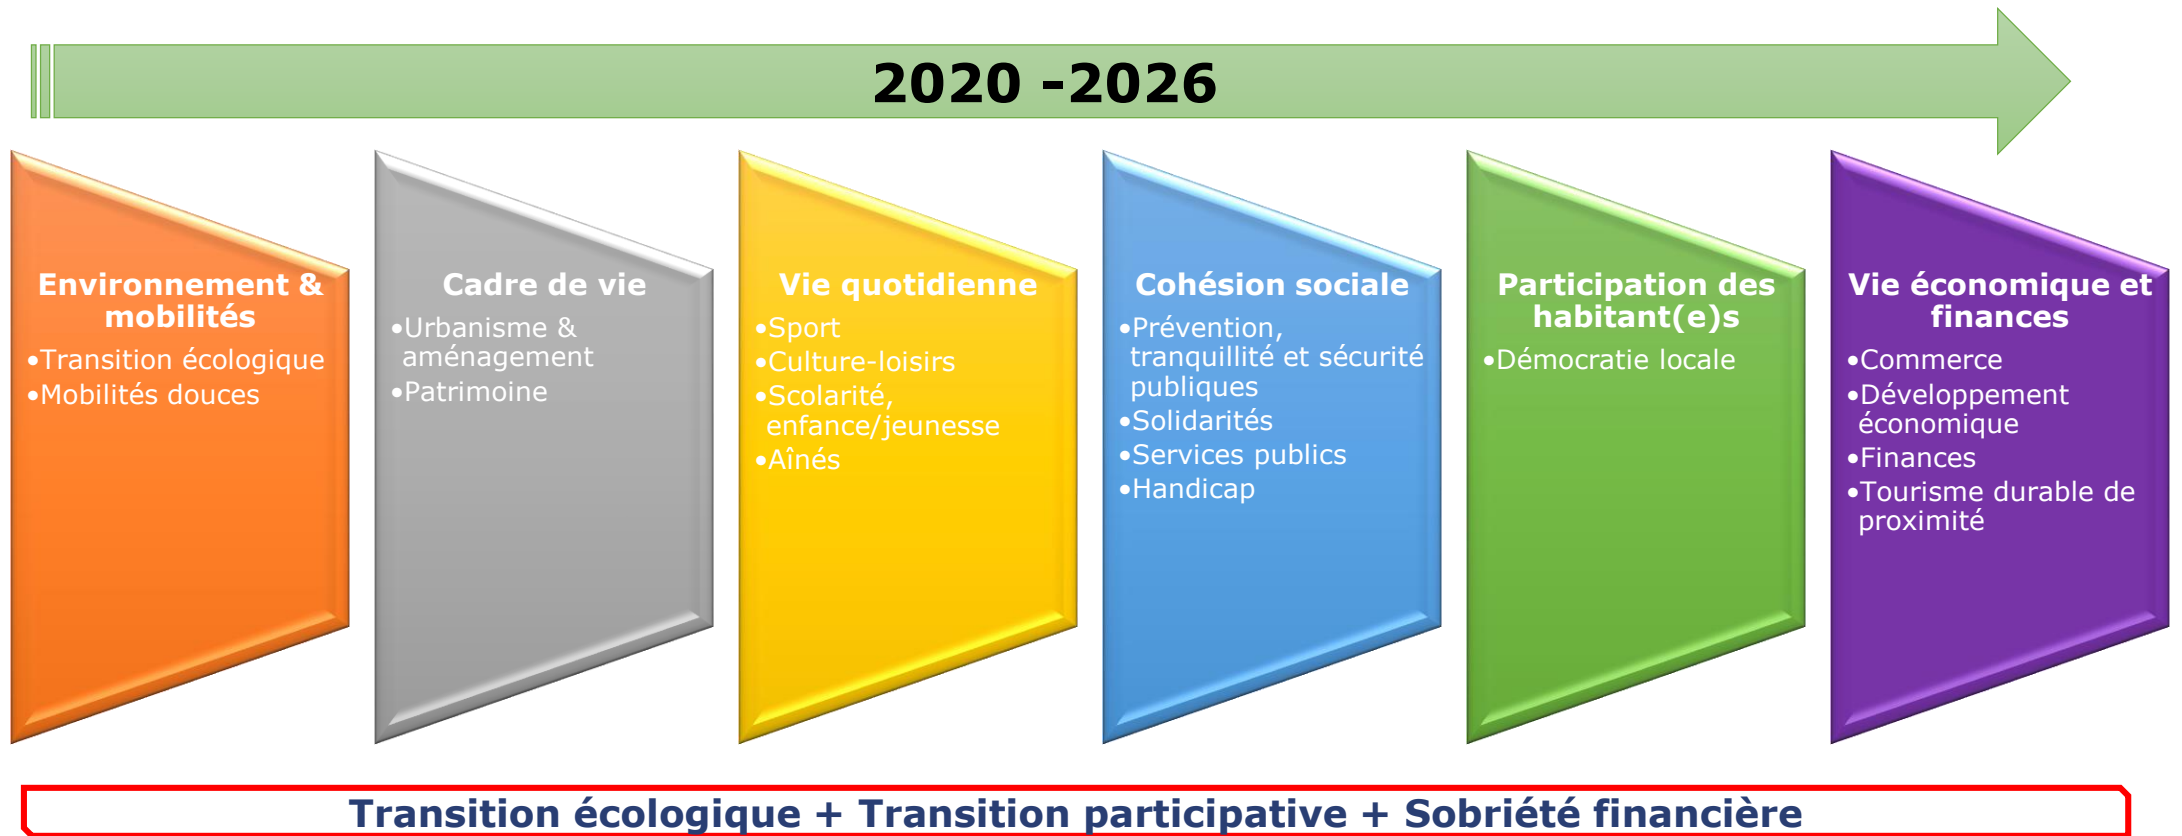 2020 -2026
Environnement &
mobilités
•Transition écologique
•Mobilités douces
Cadre de vie
•Urbanisme &
aménagement
•Patrimoine
Vie quotidienne
•Sport
•Culture-loisirs
•Scolarité,
enfance/jeunesse
•Aînés
Cohésion sociale
•Prévention,
tranquillité et sécurité
publiques
•Solidarités
•Services publics
•Handicap
Participation des
habitant(e)s
•Démocratie locale
Vie économique et
finances
•Commerce
•Développement
économique
•Finances
•Tourisme durable de
proximité
Transition écologique + Transition participative + Sobriété financière